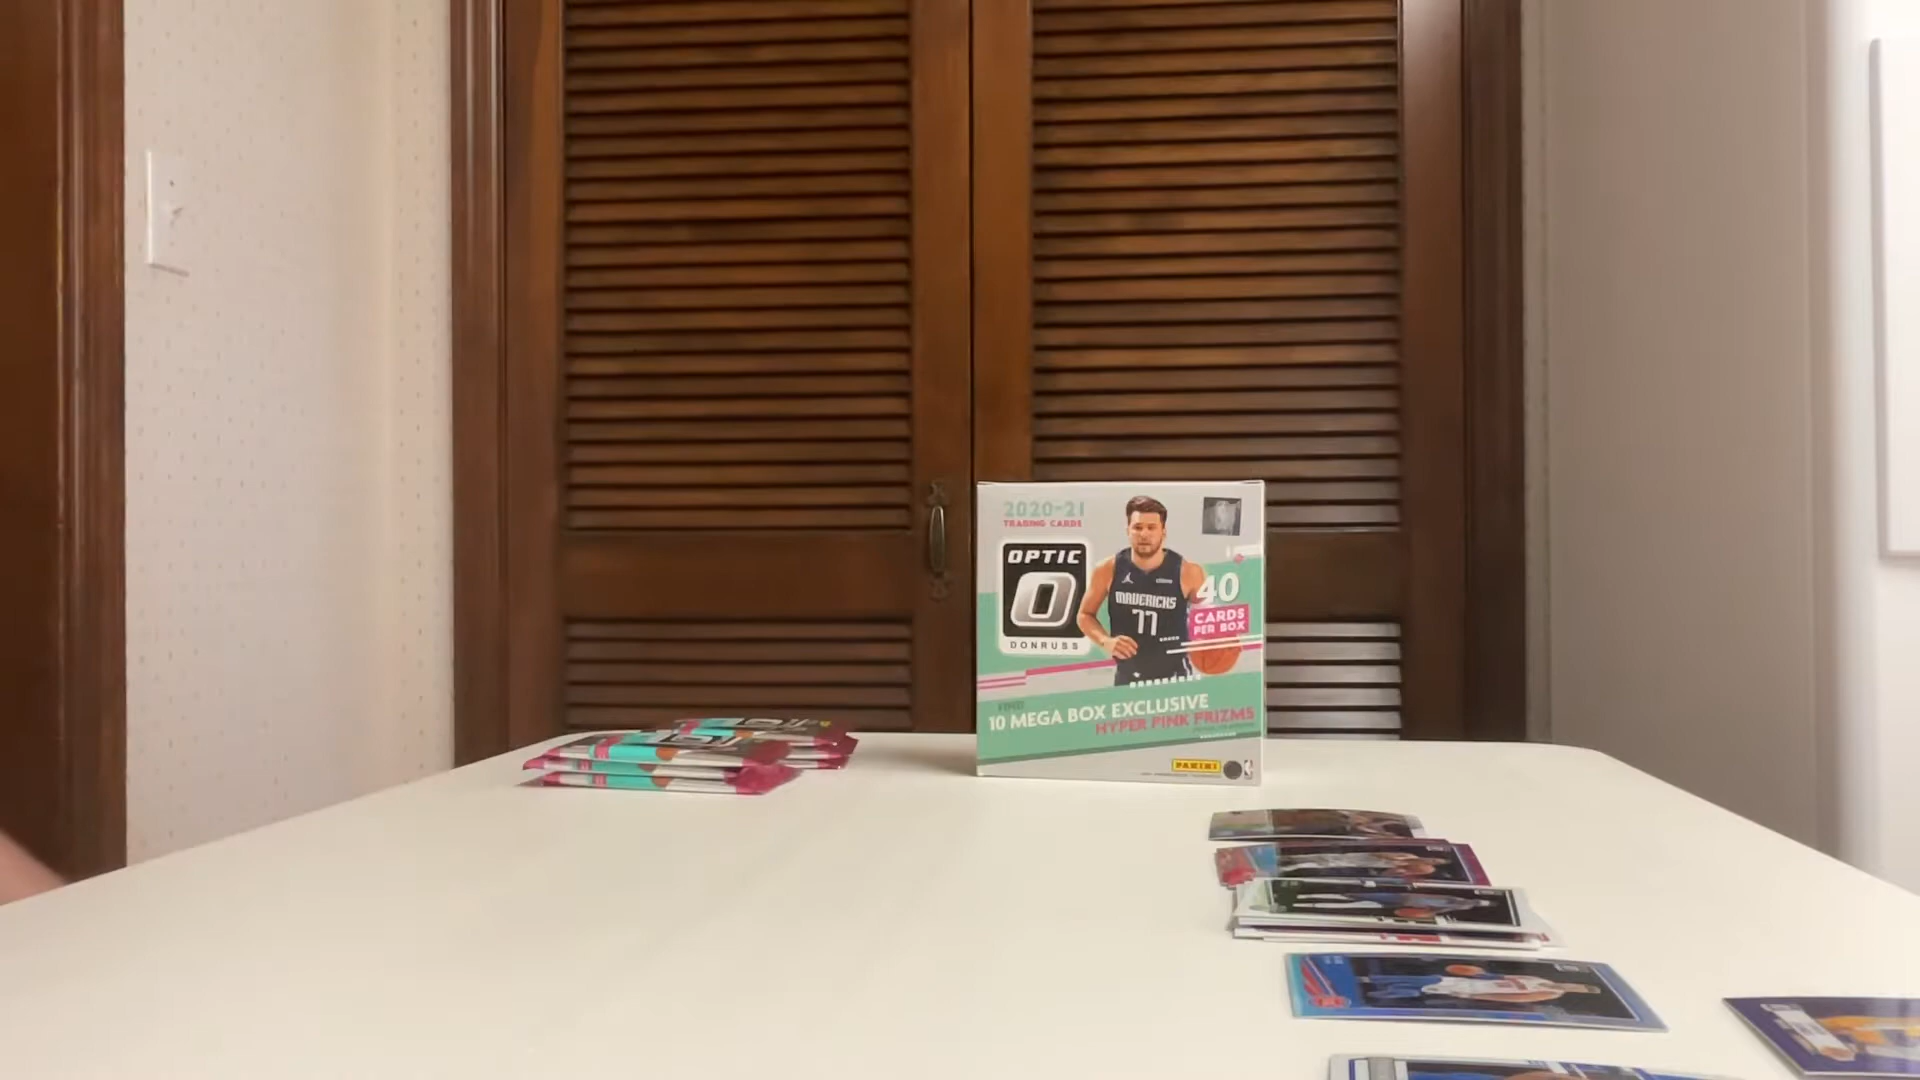 2020-21
TRADING CARDS
OPTIC
O
DONRUSS
MAVERICKS
77
40
CARDS
PER BOX
10 MEGA BOX EXCLUSIVE
HYPER PINK PRIZMS
PANINI